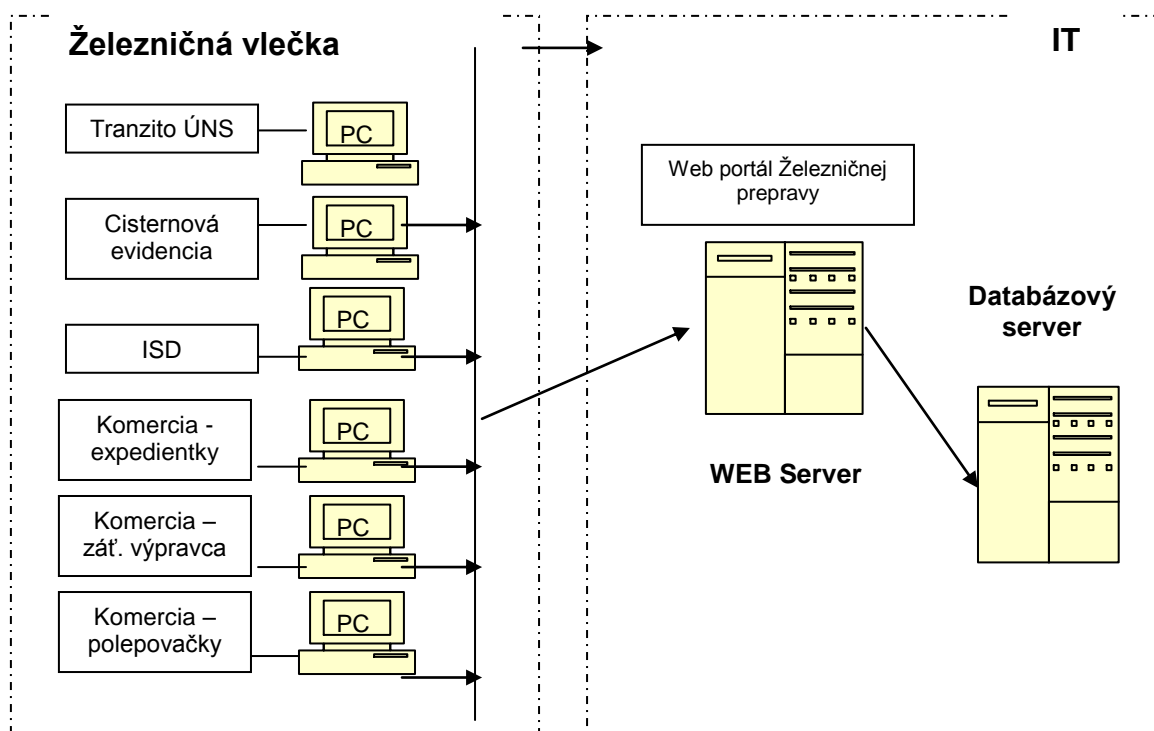 Železničná vlečka
IT
Tranzito ÚNS
PC
Cisternová
evidencia
PC
ISD
PC
Komercia -
expedientky
PC
Komercia –
záť. výpravca
PC
Komercia –
polepovačky
PC
Web portál Železničnej
prepravy
WEB Server
Databázový
server